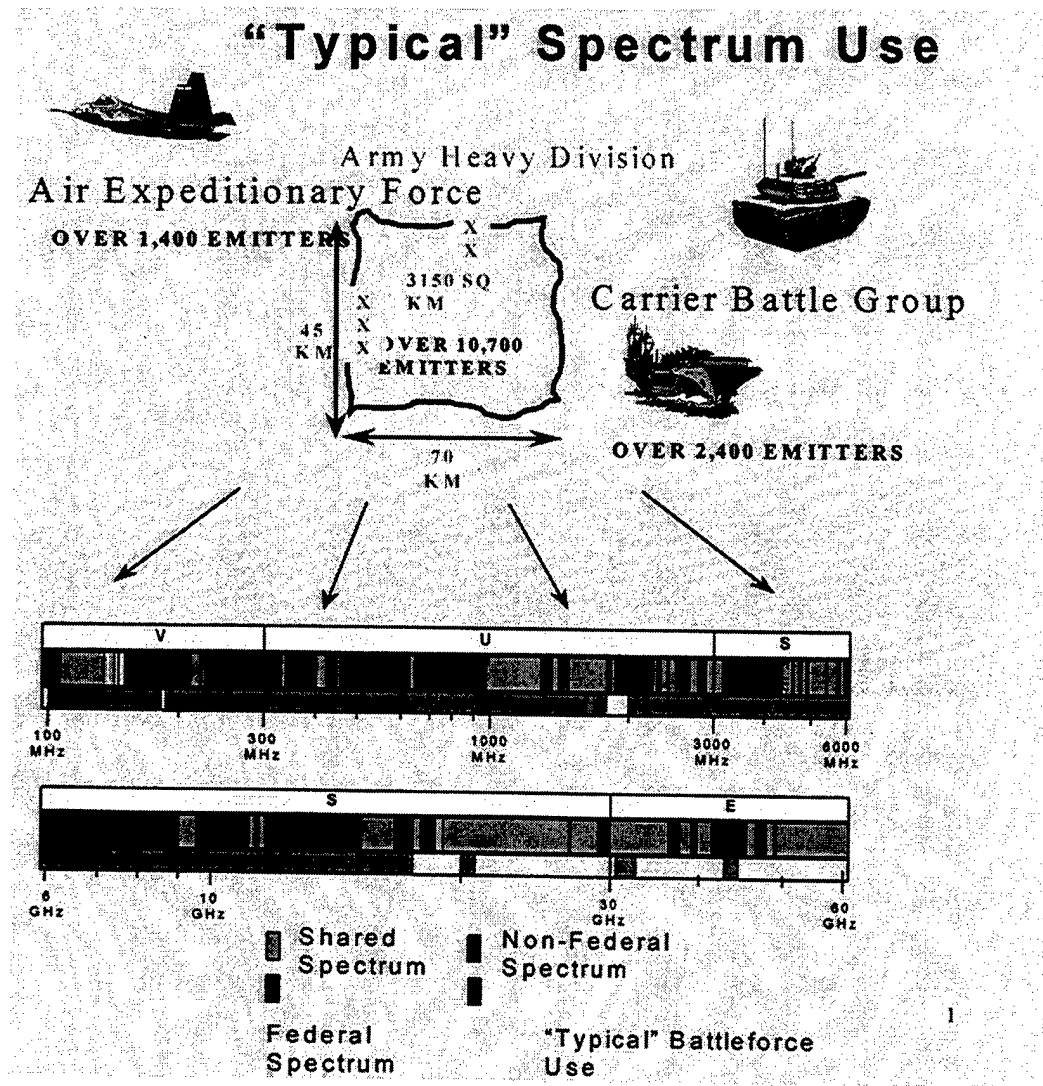 “Typical” Spectrum Use
Army Heavy Division
Air Expeditionary Force
OVER 1,400 EMITTERS
X
X
3150 SQ
KM
X
X
X
45
KM
OVER 10,700
EMITTERS
Carrier Battle Group
70
KM
OVER 2,400 EMITTERS
V U S
100
MHz
300
MHz
1000
MHz
3000
MHz
6000
MHz
S E
6
GHz
10
GHz
30
GHz
60
GHz
Shared
Spectrum
Non-Federal
Spectrum
Federal
Spectrum
“Typical” Battleforce
Use
1